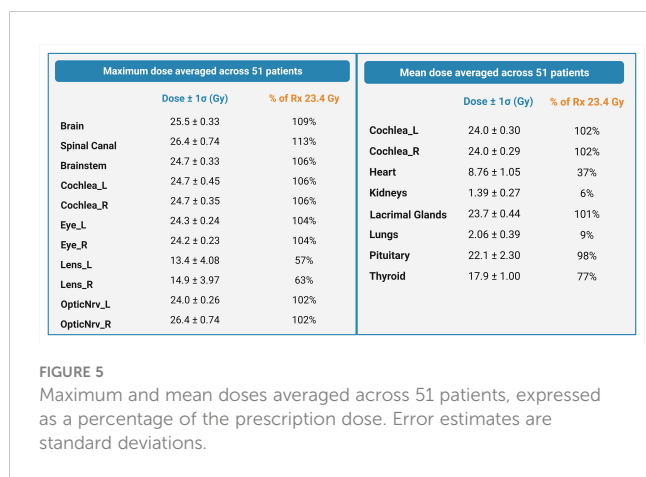 Maximum dose averaged across 51 patients
Dose ± 1σ (Gy) % of Rx 23.4 Gy
Brain 25.5 ± 0.33 109%
Spinal Canal 26.4 ± 0.74 113%
Brainstem 24.7 ± 0.33 106%
Cochlea_L 24.7 ± 0.45 106%
Cochlea_R 24.7 ± 0.35 106%
Eye_L 24.3 ± 0.24 104%
Eye_R 24.2 ± 0.23 104%
Lens_L 13.4 ± 4.08 57%
Lens_R 14.9 ± 3.97 63%
OpticNrv_L 24.0 ± 0.26 102%
OpticNrv_R 26.4 ± 0.74 102%
Mean dose averaged across 51 patients
Dose ± 1σ (Gy) % of Rx 23.4 Gy
Cochlea_L 24.0 ± 0.30 102%
Cochlea_R 24.0 ± 0.29 102%
Heart 8.76 ± 1.05 37%
Kidneys 1.39 ± 0.27 6%
Lacrimal Glands 23.7 ± 0.44 101%
Lungs 2.06 ± 0.39 9%
Pituitary 22.1 ± 2.30 98%
Thyroid 17.9 ± 1.00 77%
FIGURE 5
Maximum and mean doses averaged across 51 patients, expressed
as a percentage of the prescription dose. Error estimates are
standard deviations.